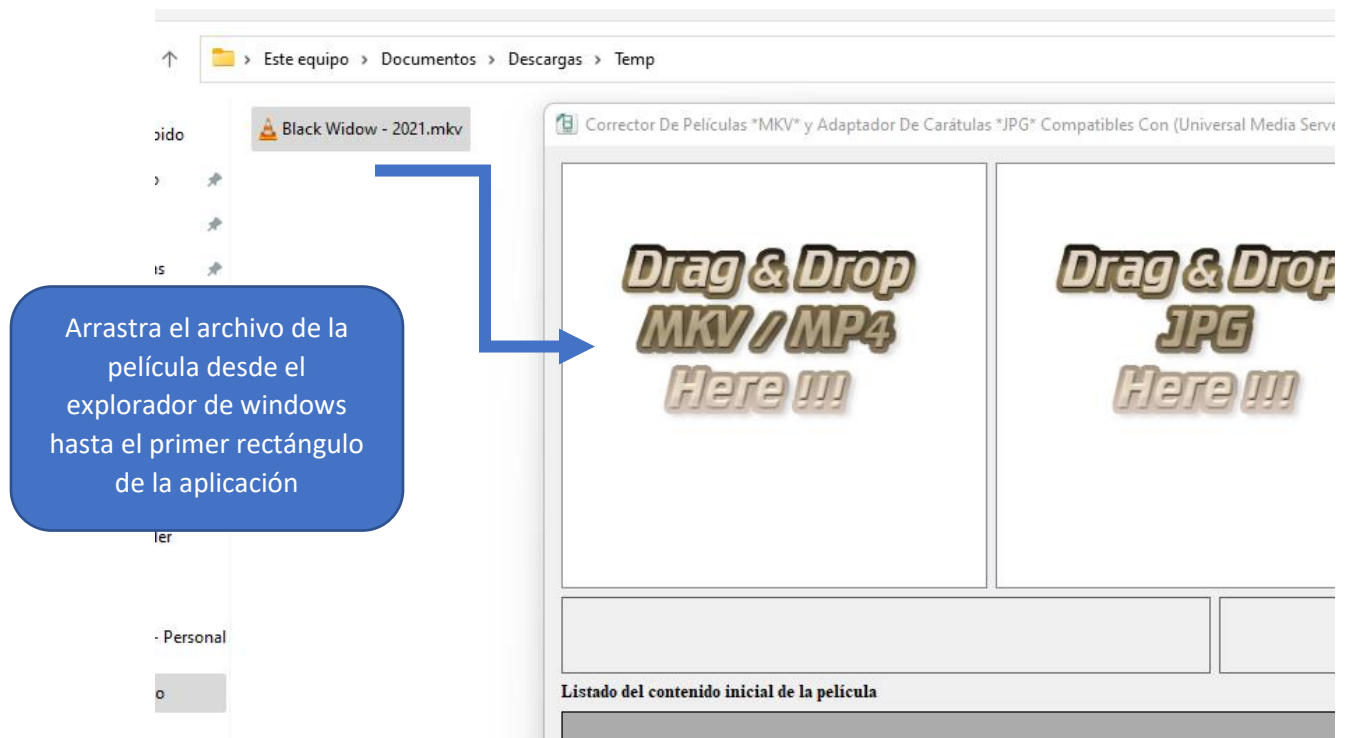 Este equipo > Documentos > Descargas > Temp
Black Widow - 2021.mkv
Corrector De Películas *MKV* y Adaptador De Carátulas *JPG* Compatibles Con (Universal Media Serve
Drag & Drop
MKV / MP4
Here !!!
Drag & Drop
JPG
Here !!!
Arrastra el archivo de la
película desde el
explorador de windows
hasta el primer rectángulo
de la aplicación
- Personal
Listado del contenido inicial de la película